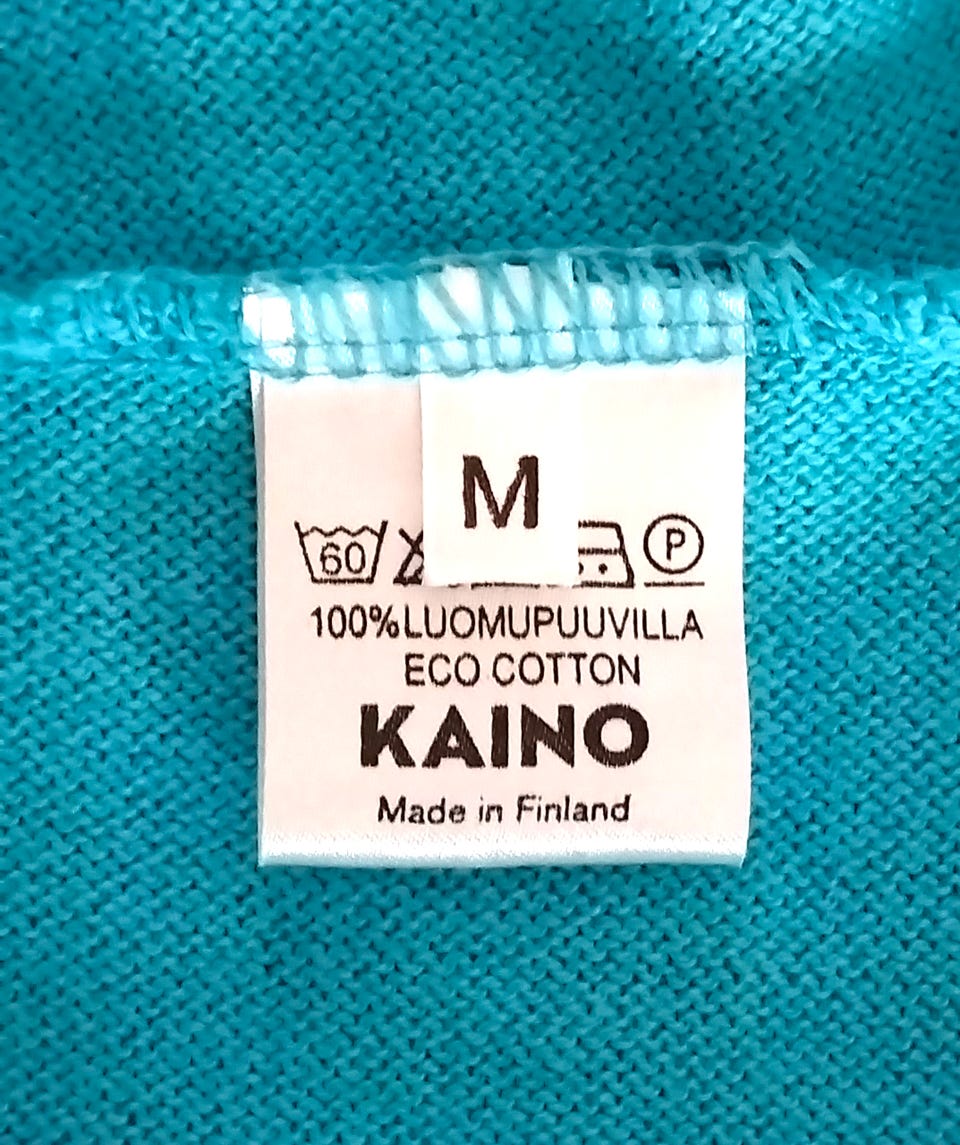 M
60 P
100%LUOMUPUUVILLA
ECO COTTON
KAINO
Made in Finland